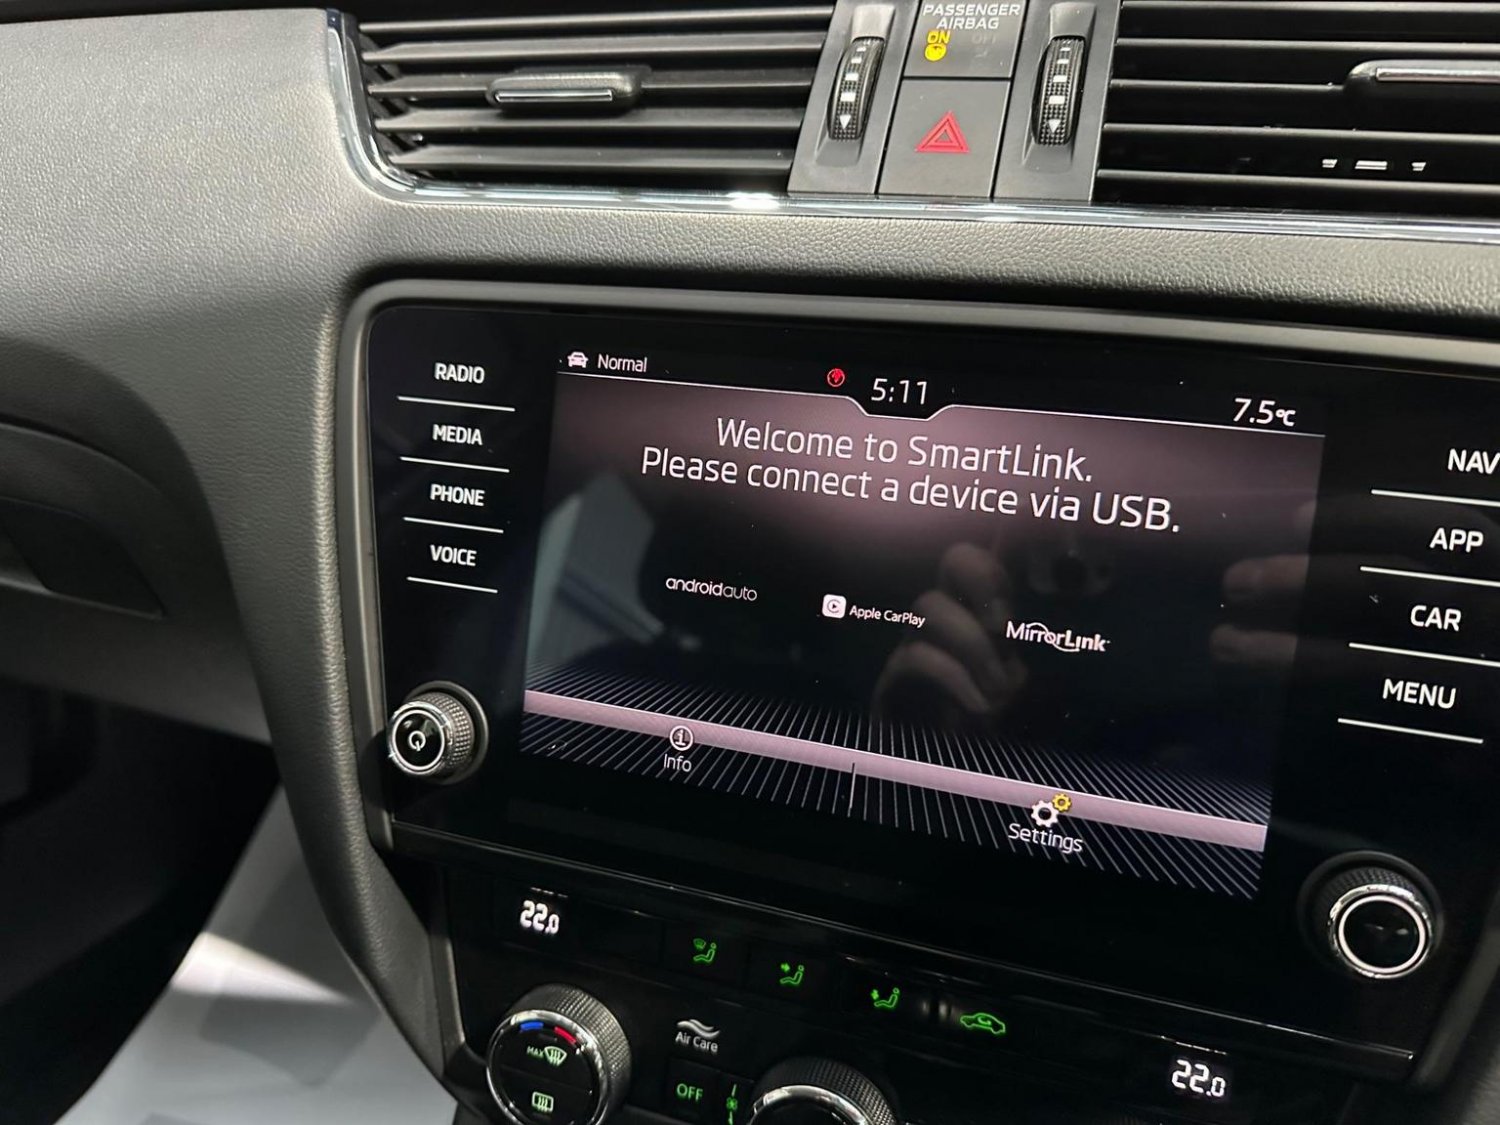 PASSENGER
AIRBAG
ON OFF
RADIO
MEDIA
PHONE
VOICE
Normal
5:11
7.5°C
Welcome to SmartLink.
Please connect a device via USB.
androidauto
Apple CarPlay
MirrorLink
Info
Settings
NAV
APP
CAR
MENU
22.0
MAX
Air Care
OFF
22.0